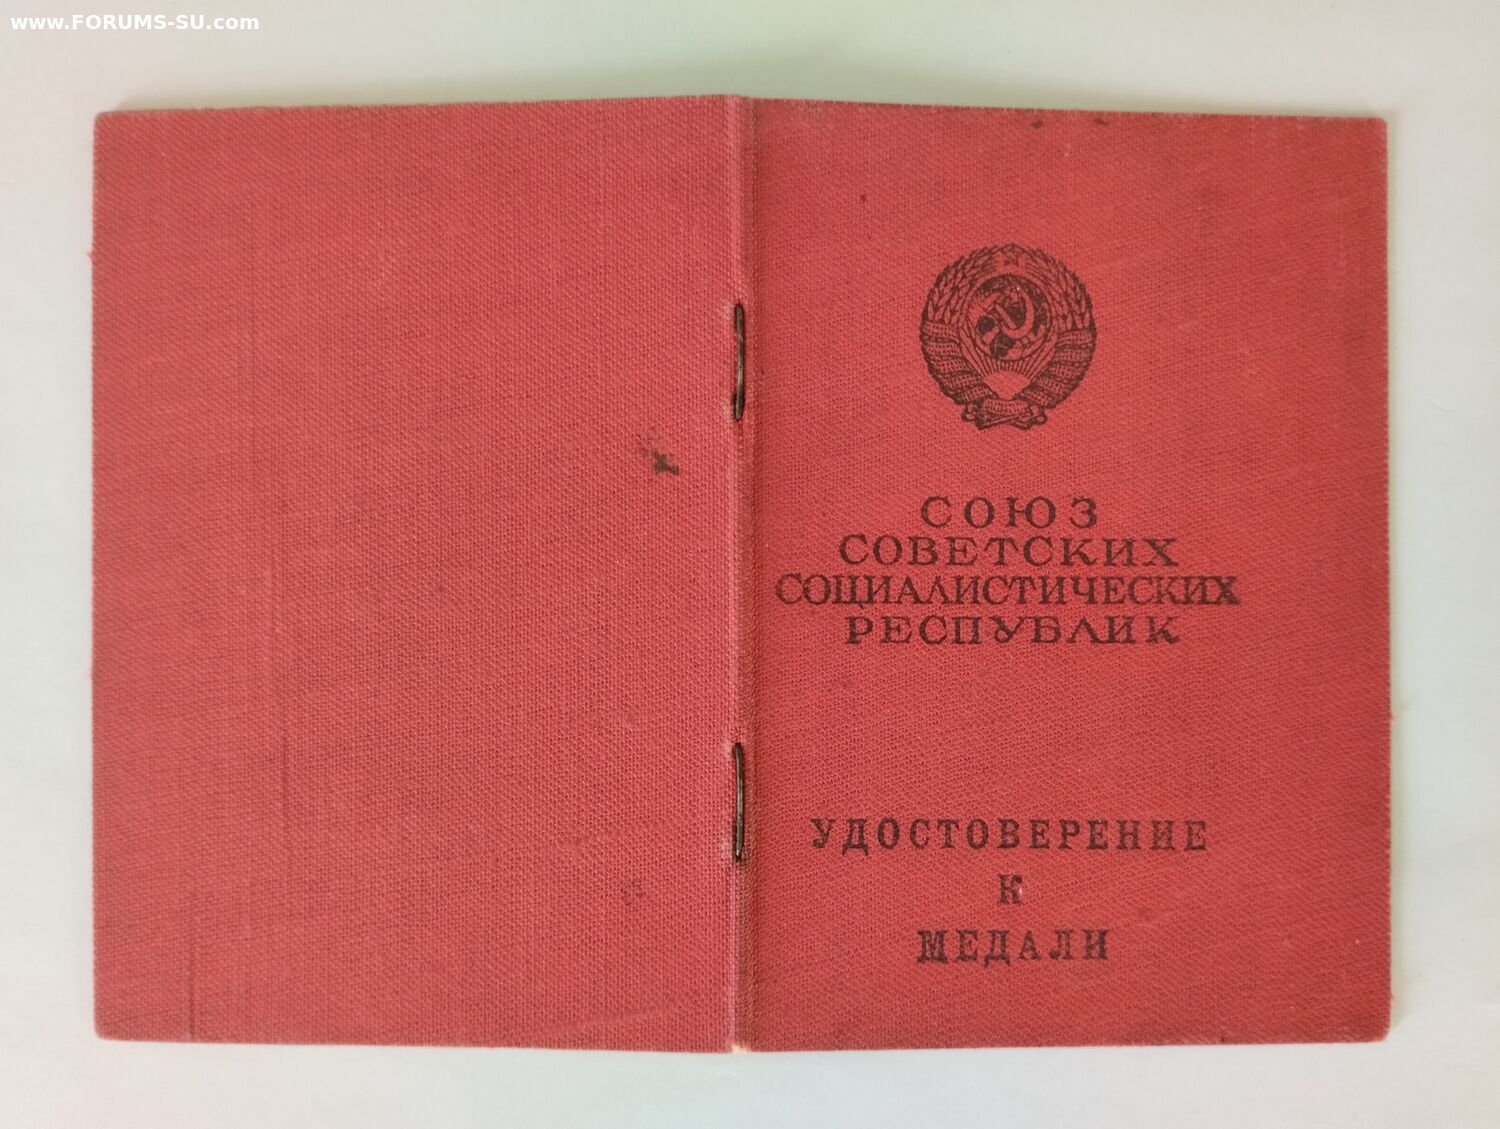 www.FORUMS-SU.com
СОЮЗ
СОВЕТСКИХ
СОЦИАЛИСТИЧЕСКИХ
РЕСПУБЛИК
УДОСТОВЕРЕНИЕ
К
МЕДАЛИ